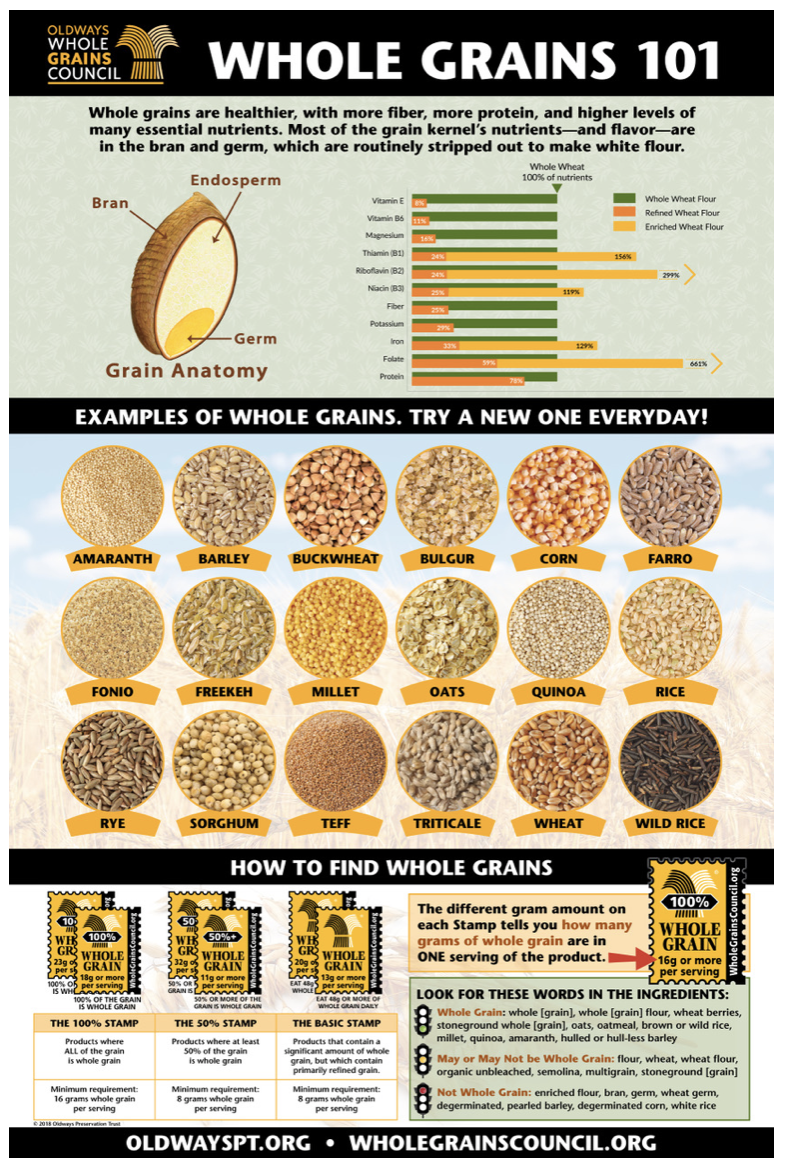 OLDWAYS
WHOLE
GRAINS
COUNCIL
WHOLE GRAINS 101
Whole grains are healthier, with more fiber, more protein, and higher levels of
many essential nutrients. Most of the grain kernel's nutrients—and flavor—are
in the bran and germ, which are routinely stripped out to make white flour.
Endosperm
Bran
Germ
Grain Anatomy
Whole Wheat
100% of nutrients
Whole Wheat Flour
Refined Wheat Flour
Enriched Wheat Flour
Vitamin E 8%
Vitamin B6 11%
Magnesium 16%
Thiamin (B1) 24% 156%
Riboflavin (B2) 24% 299%
Niacin (B3) 25% 119%
Fiber 25%
Potassium 29%
Iron 33% 129%
Folate 59% 661%
Protein 78%
EXAMPLES OF WHOLE GRAINS. TRY A NEW ONE EVERYDAY!
AMARANTH BARLEY BUCKWHEAT BULGUR CORN FARRO
FONIO FREEKEH MILLET OATS QUINOA RICE
RYE SORGHUM TEFF TRITICALE WHEAT WILD RICE
HOW TO FIND WHOLE GRAINS
100%
WHOLE
GRAIN
18g or more
per serving
WholeGrainsCouncil.org
100% OF THE GRAIN
IS WHOLE GRAIN
50%+
WHOLE
GRAIN
11g or more
per serving
WholeGrainsCouncil.org
50% OR MORE OF THE
GRAIN IS WHOLE GRAIN
WHOLE
GRAIN
13g or more
per serving
WholeGrainsCouncil.org
EAT 48g OR MORE OF
WHOLE GRAIN DAILY
THE 100% STAMP
Products where
ALL of the grain
is whole grain
Minimum requirement:
16 grams whole grain
per serving
THE 50% STAMP
Products where at least
50% of the grain
is whole grain
Minimum requirement:
8 grams whole grain
per serving
THE BASIC STAMP
Products that contain a
significant amount of whole
grain, but which contain
primarily refined grain.
Minimum requirement:
8 grams whole grain
per serving
© 2018 Oldways Preservation Trust
The different gram amount on
each Stamp tells you how many
grams of whole grain are in
ONE serving of the product.
100%
WHOLE
GRAIN
16g or more
per serving
WholeGrainsCouncil.org
LOOK FOR THESE WORDS IN THE INGREDIENTS:
Whole Grain: whole [grain], whole [grain] flour, wheat berries,
stoneground whole [grain], oats, oatmeal, brown or wild rice,
millet, quinoa, amaranth, hulled or hull-less barley
May or May Not be Whole Grain: flour, wheat, wheat flour,
organic unbleached, semolina, multigrain, stoneground [grain]
Not Whole Grain: enriched flour, bran, germ, wheat germ,
degerminated, pearled barley, degerminated corn, white rice
OLDWAYSPT.ORG • WHOLEGRAINSCOUNCIL.ORG